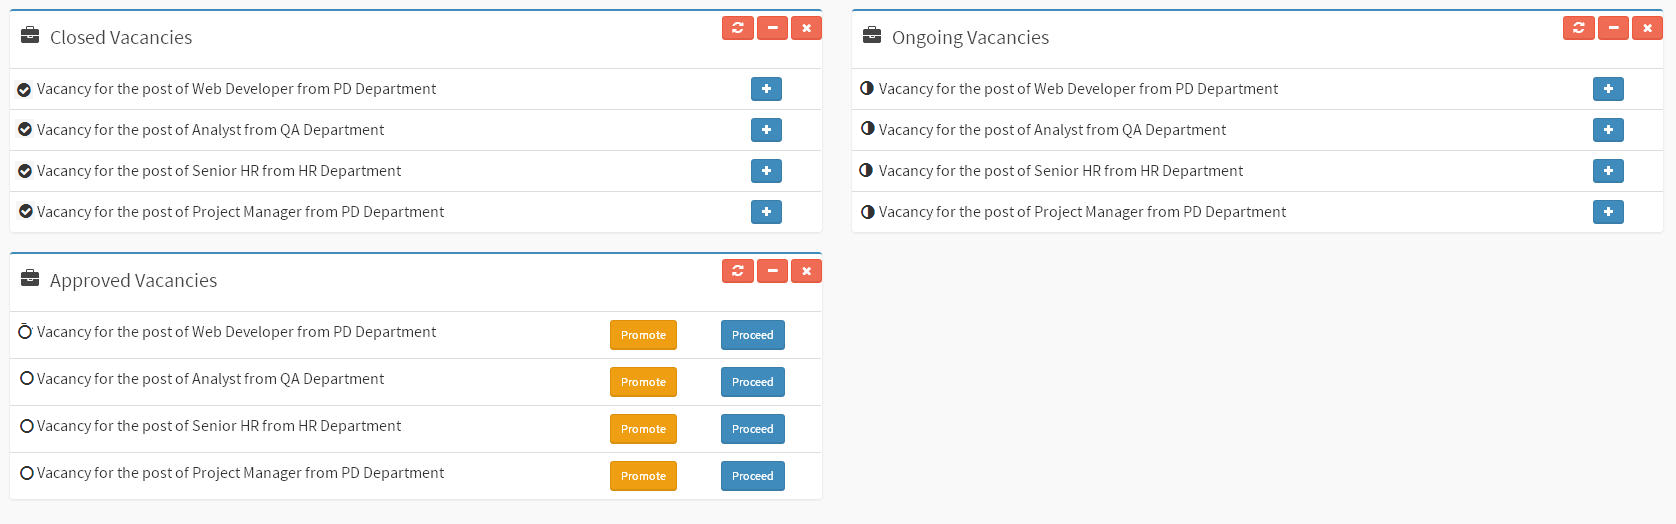 Closed Vacancies
Vacancy for the post of Web Developer from PD Department
Vacancy for the post of Analyst from QA Department
Vacancy for the post of Senior HR from HR Department
Vacancy for the post of Project Manager from PD Department
Ongoing Vacancies
Vacancy for the post of Web Developer from PD Department
Vacancy for the post of Analyst from QA Department
Vacancy for the post of Senior HR from HR Department
Vacancy for the post of Project Manager from PD Department
Approved Vacancies
Vacancy for the post of Web Developer from PD Department Promote Proceed
Vacancy for the post of Analyst from QA Department Promote Proceed
Vacancy for the post of Senior HR from HR Department Promote Proceed
Vacancy for the post of Project Manager from PD Department Promote Proceed